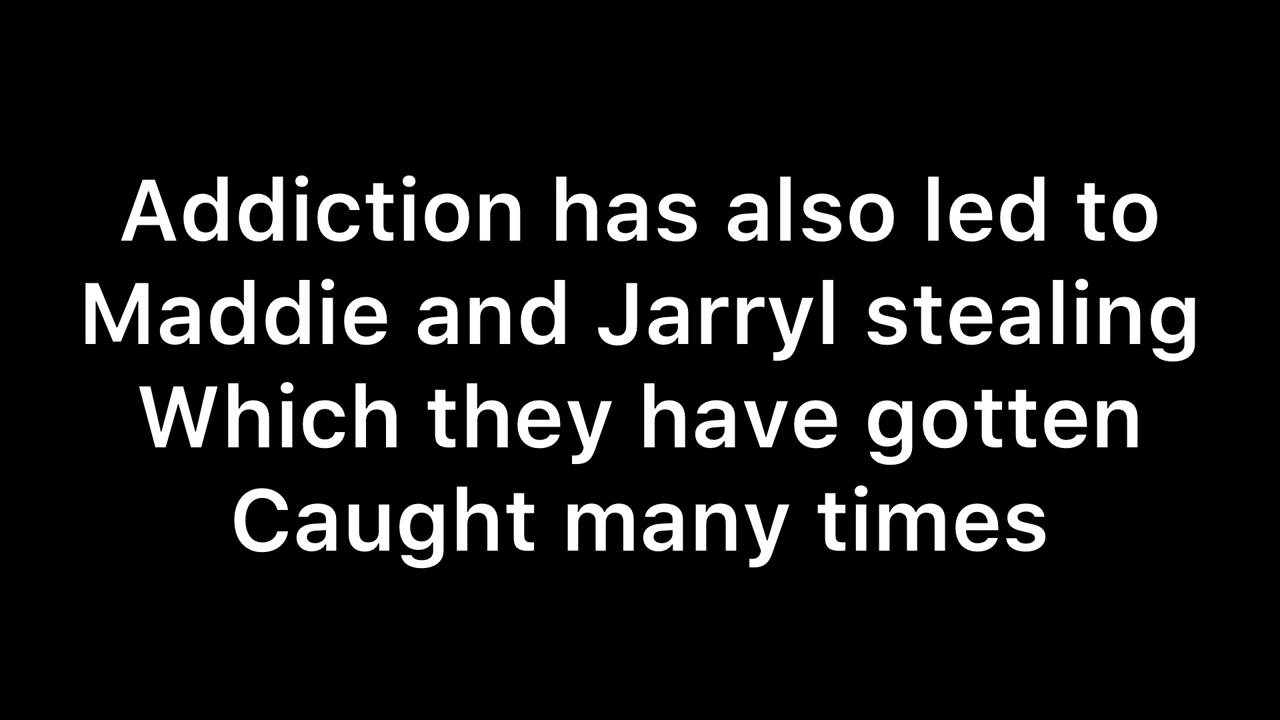 Addiction has also led to
Maddie and Jarryl stealing
Which they have gotten
Caught many times